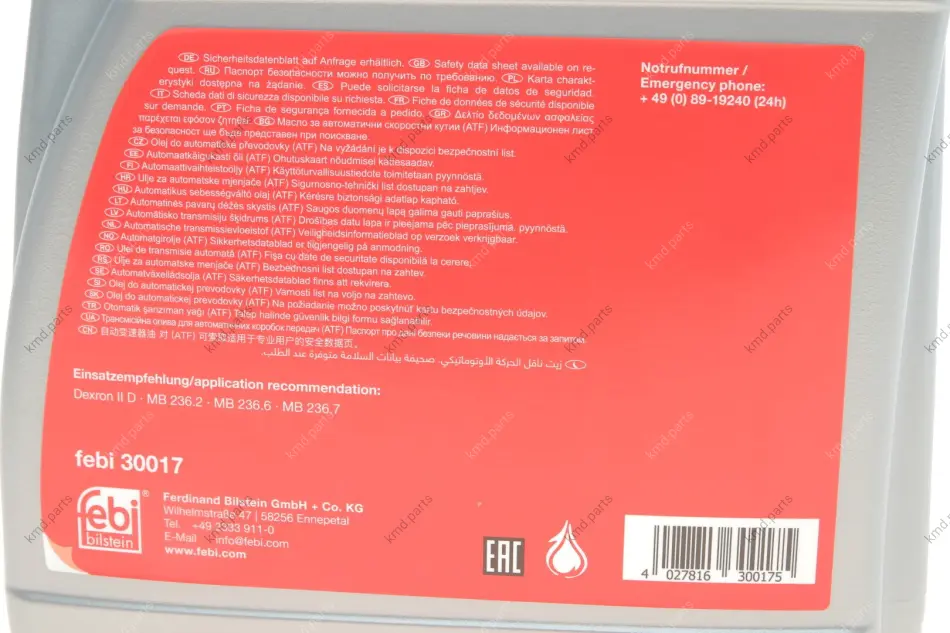 DE Sicherheitsdatenblatt auf Anfrage erhältlich. GB Safety data sheet available on re-
quest. RU Паспорт безопасности можно получить по требованию. PL Karta charakt-
erystyki dostępna na żądanie. ES Puede solicitarse la ficha de datos de seguridad.
IT Scheda dati di sicurezza disponibile su richiesta. FR Fiche de données de sécurité disponible
sur demande. PT Ficha de segurança fornecida a pedido. GR Δελτίο δεδομένων ασφαλείας
παρέχεται εφόσον ζητηθεί. BG Масло за автоматични скоростни кутии (ATF) Информационен лист
за безопасност ще бъде представен при поискване.
CZ Olej do automatické převodovky (ATF) Na vyžádání je k dispozici bezpečnostní list.
EE Automaatkäigukasti õli (ATF) Ohutuskaart nõudmisel kättesaadav.
FI Automaattivaihteistoöljy (ATF) Käyttöturvallisuustiedote toimitetaan pyynnöstä.
HR Ulje za automatske mjenjače (ATF) Sigurnosno-tehnički list dostupan na zahtjev.
HU Automatikus sebességváltó olaj (ATF) Kérésre biztonsági adatlap kapható.
LT Automatinės pavarų dėžės skystis (ATF) Saugos duomenų lapą galima gauti paprašius.
LV Automātisko transmisiju šķidrums (ATF) Drošības datu lapa ir pieejama pēc pieprasījuma. pyynnöstä.
NL Automatische transmissievloeistof (ATF) Veiligheidsinformatieblad op verzoek verkrijgbaar.
NO Automatgirolje (ATF) Sikkerhetsdatablad er tilgjengelig på anmodning.
RO Ulei de transmisie automată (ATF) Fișa cu date de securitate disponibilă la cerere.
RS Ulje za automatske menjače (ATF) Bezbednosni list dostupan na zahtev.
SE Automatväxellådsolja (ATF) Säkerhetsdatablad finns att rekvirera.
SI Olej do automatickej prevodovky (ATF) Varnosti list na voljo na zahtevo.
SK Olej do automatickej prevodovky (ATF) Na požiadanie možno poskytnúť kartu bezpečnostných údajov.
TR Otomatik şanzıman yağı (ATF) Talep halinde güvenlik bilgi formu sağlanabilir.
UA Трансмісійна олива для автоматичних коробок передач (ATF) Паспорт про дані безпеки речовини надається за запитом.
CN 自动变速器油 对 (ATF) 可索取适用于专业用户的安全数据页。
زيت ناقل الحركة الأوتوماتيكي. صحيفة بيانات السلامة متوفرة عند الطلب.
Notrufnummer /
Emergency phone:
+ 49 (0) 89-19240 (24h)
Einsatzempfehlung/application recommendation:
Dexron II D · MB 236.2 · MB 236.6 · MB 236.7
febi 30017
febi®
bilstein
Ferdinand Bilstein GmbH + Co. KG
Wilhelmstraße 47 | 58256 Ennepetal
Tel. +49 2333 911-0
E-Mail info@febi.com
www.febi.com
EAC
4 027816 300175
kmd.parts